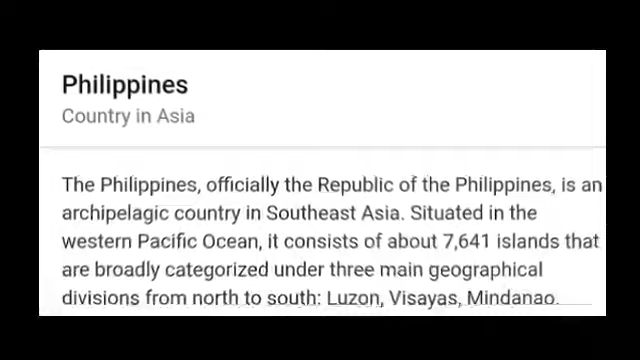 Philippines
Country in Asia
The Philippines, officially the Republic of the Philippines, is an
archipelagic country in Southeast Asia. Situated in the
western Pacific Ocean, it consists of about 7,641 islands that
are broadly categorized under three main geographical
divisions from north to south: Luzon, Visayas, Mindanao.